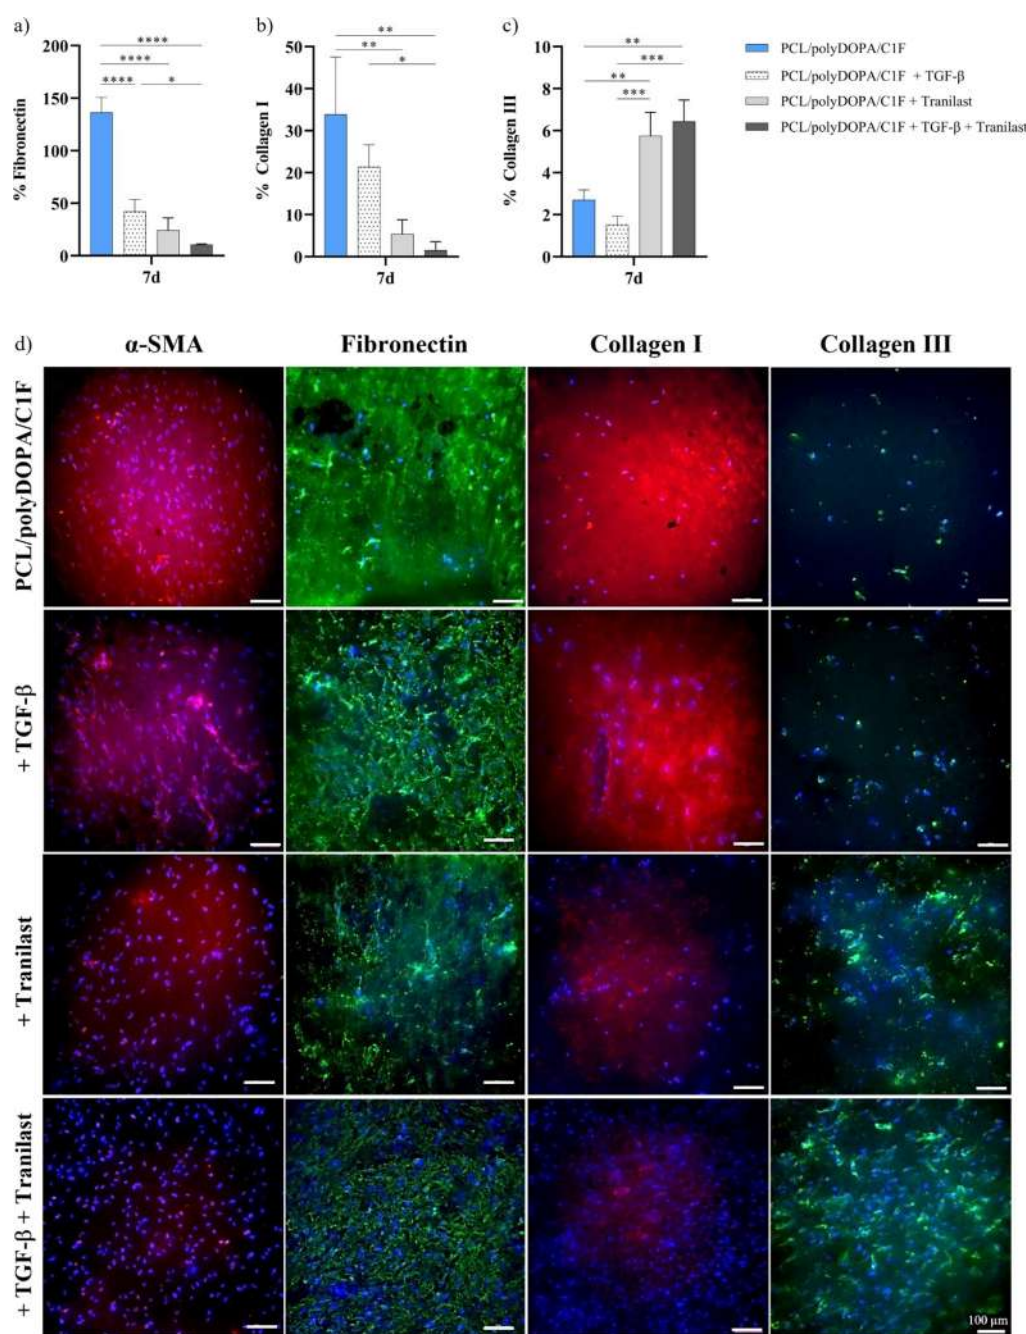 a)
****
****
****
*
200
150
100
50
0
% Fibronectin
7d
b)
**
**
*
50
40
30
20
10
0
% Collagen I
7d
c)
**
***
**
***
10
8
6
4
2
0
% Collagen III
7d
PCL/polyDOPA/C1F
PCL/polyDOPA/C1F + TGF-β
PCL/polyDOPA/C1F + Tranilast
PCL/polyDOPA/C1F + TGF-β + Tranilast
d)
α-SMA Fibronectin Collagen I Collagen III
PCL/polyDOPA/C1F
+ TGF-β
+ Tranilast
+ TGF-β + Tranilast
100 µm